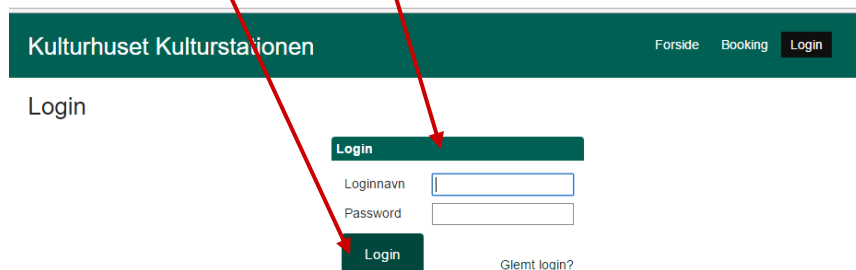 Kulturhuset Kulturstationen Forside Booking Login
Login
Login
Loginnavn
Password
Login Glemt login?